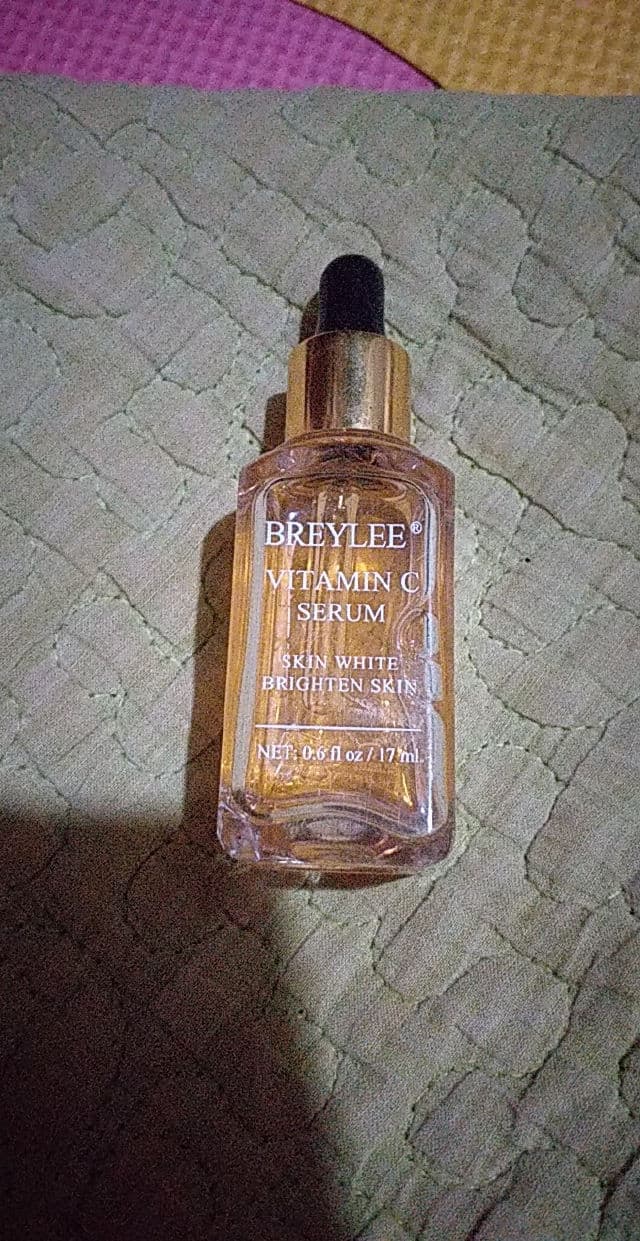 BREYLEE®
VITAMIN C
SERUM
SKIN WHITE
BRIGHTEN SKIN
NET: 0.6 fl oz / 17 ml